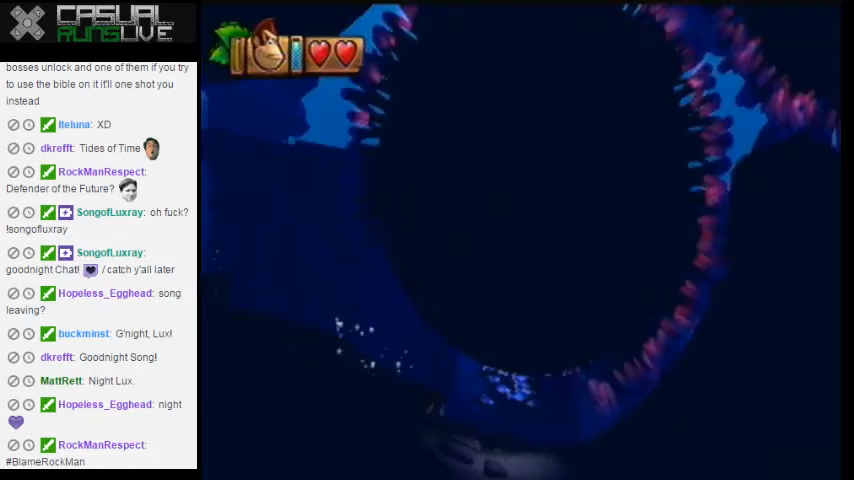 CASUAL
RUNSLIVE
bosses unlock and one of them if you try
to use the bible on it it'll one shot you
instead
Iteluna: XD
dkrefft: Tides of Time
RockManRespect:
Defender of the Future?
SongofLuxray: oh fuck?
!songofluxray
SongofLuxray:
goodnight Chat! / catch y'all later
Hopeless_Egghead: song
leaving?
buckminst: G'night, Lux!
dkrefft: Goodnight Song!
MattRett: Night Lux.
Hopeless_Egghead: night
RockManRespect:
#BlameRockMan